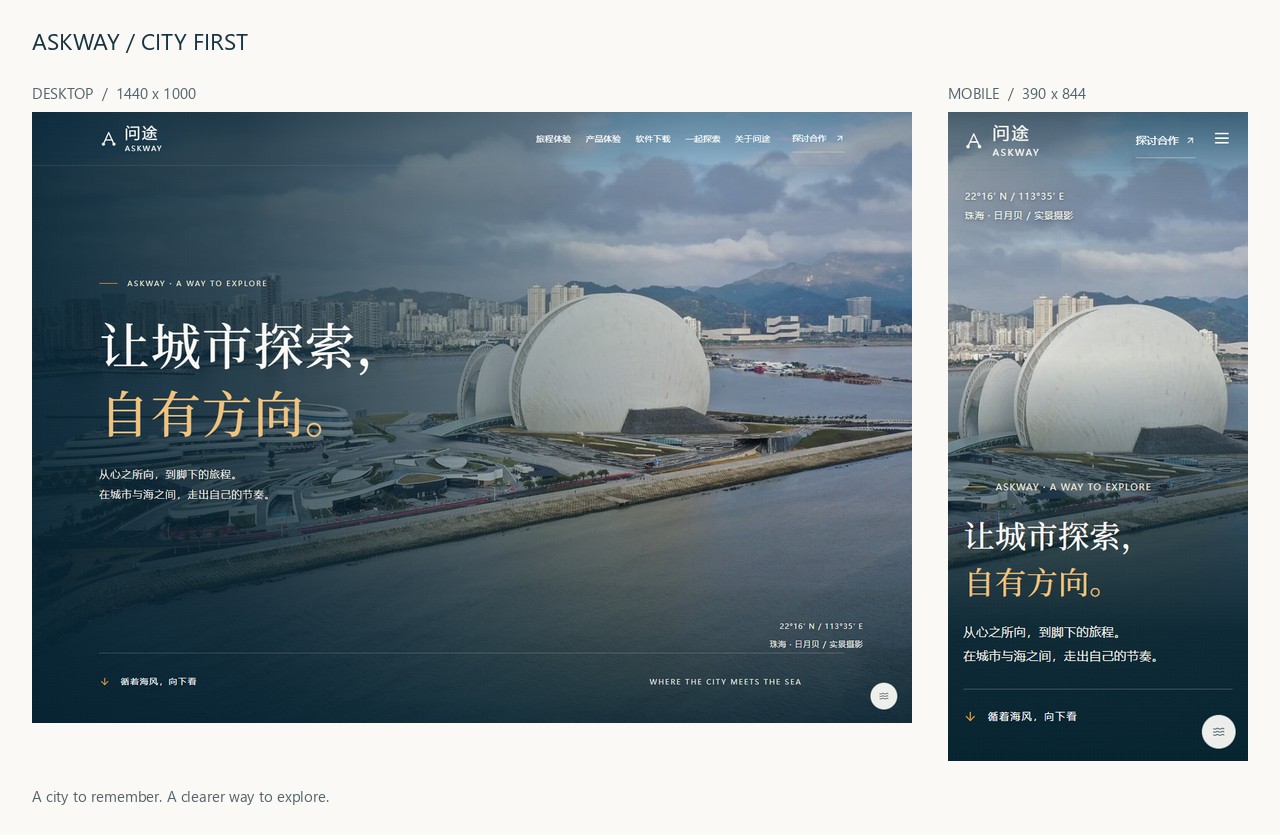 ASKWAY / CITY FIRST
DESKTOP / 1440 x 1000
问途
ASKWAY
旅程体验 产品体验 软件下载 一起探索 关于问途 探讨合作
ASKWAY · A WAY TO EXPLORE
让城市探索，
自有方向。
从心之所向，到脚下的旅程。
在城市与海之间，走出自己的节奏。
22°16' N / 113°35' E
珠海 · 日月贝 / 实景摄影
循着海风，向下看
WHERE THE CITY MEETS THE SEA
MOBILE / 390 x 844
问途
ASKWAY
探讨合作
22°16' N / 113°35' E
珠海 · 日月贝 / 实景摄影
ASKWAY · A WAY TO EXPLORE
让城市探索，
自有方向。
从心之所向，到脚下的旅程。
在城市与海之间，走出自己的节奏。
循着海风，向下看
A city to remember. A clearer way to explore.